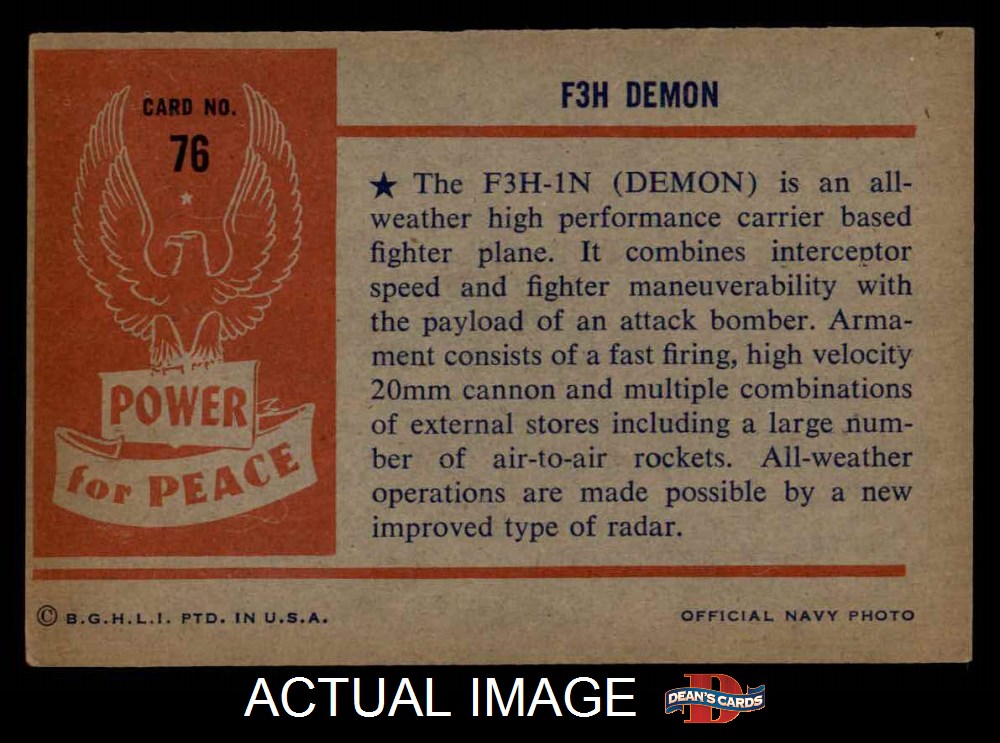 CARD NO.
76
POWER
for PEACE
F3H DEMON
★ The F3H-1N (DEMON) is an all-
weather high performance carrier based
fighter plane. It combines interceptor
speed and fighter maneuverability with
the payload of an attack bomber. Arma-
ment consists of a fast firing, high velocity
20mm cannon and multiple combinations
of external stores including a large num-
ber of air-to-air rockets. All-weather
operations are made possible by a new
improved type of radar.
© B.G.H.L.I. PTD. IN U.S.A.
OFFICIAL NAVY PHOTO
ACTUAL IMAGE
D
DEAN'S CARDS